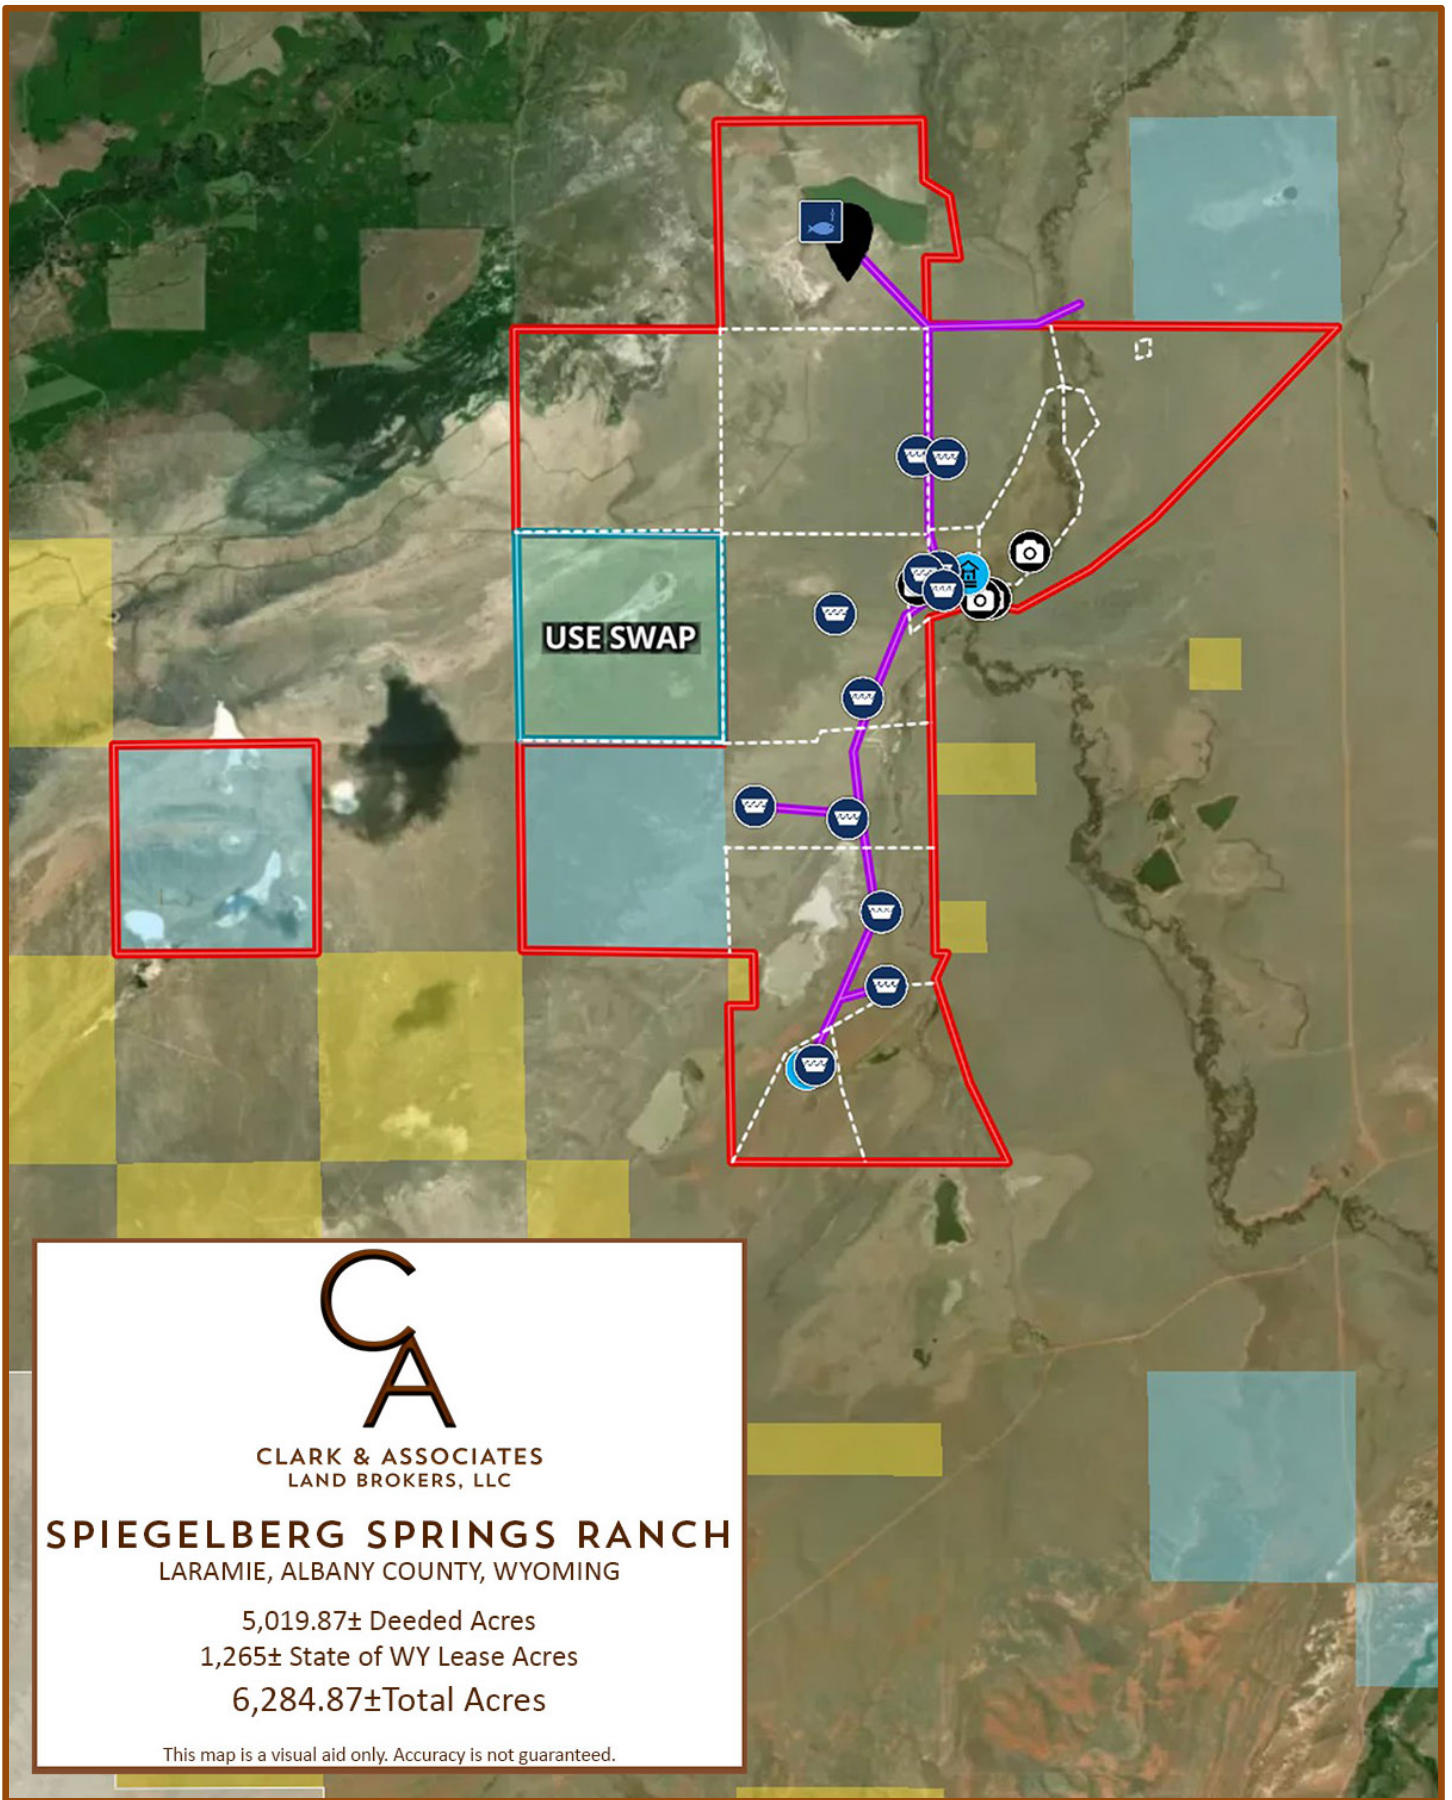 USE SWAP
CA
CLARK & ASSOCIATES
LAND BROKERS, LLC
SPIEGELBERG SPRINGS RANCH
LARAMIE, ALBANY COUNTY, WYOMING
5,019.87± Deeded Acres
1,265± State of WY Lease Acres
6,284.87±Total Acres
This map is a visual aid only. Accuracy is not guaranteed.